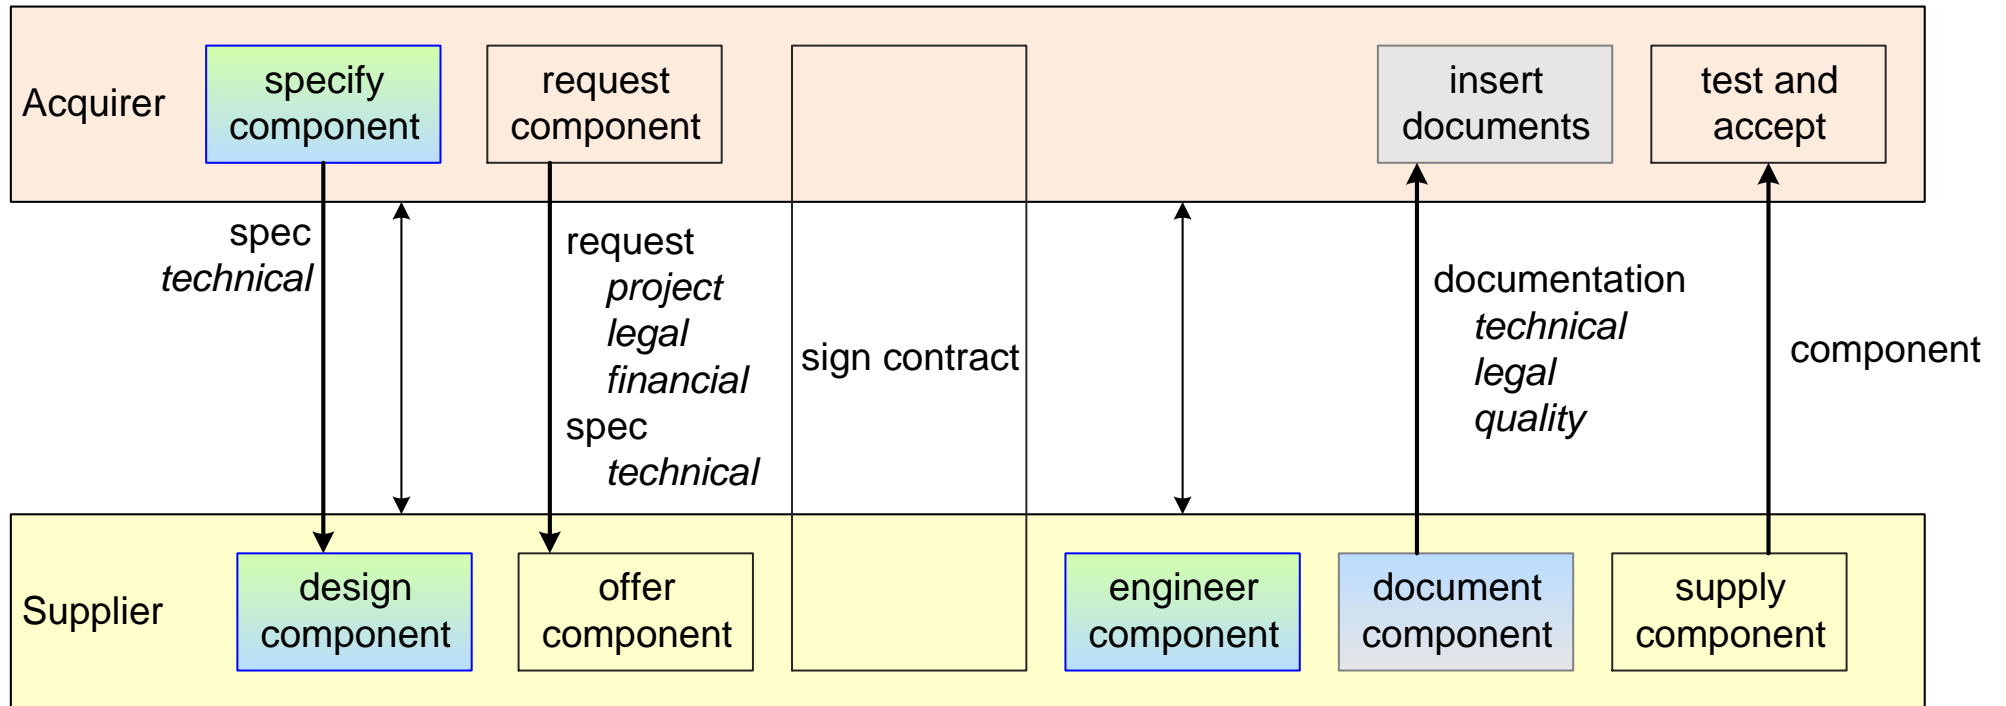 Acquirer
specify
component
request
component
insert
documents
test and
accept
spec
technical
request
project
legal
financial
spec
technical
sign contract
documentation
technical
legal
quality
component
Supplier
design
component
offer
component
engineer
component
document
component
supply
component